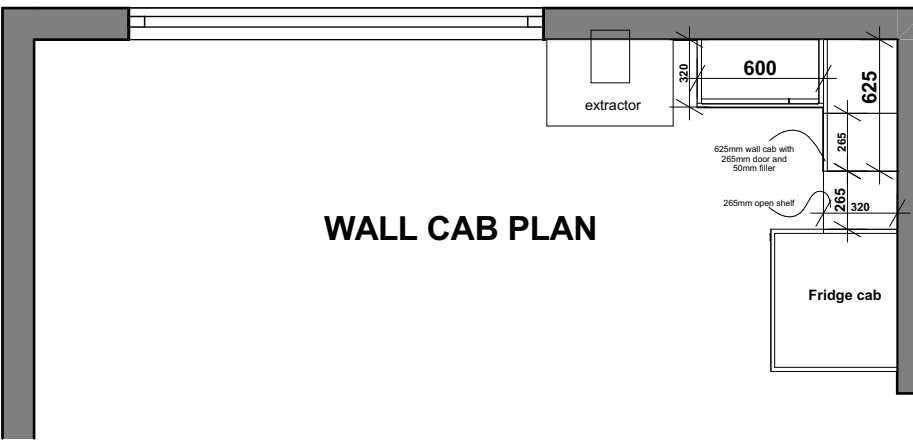 320
600
625
extractor
265
625mm wall cab with
265mm door and
50mm filler
265mm open shelf
265
320
WALL CAB PLAN
Fridge cab